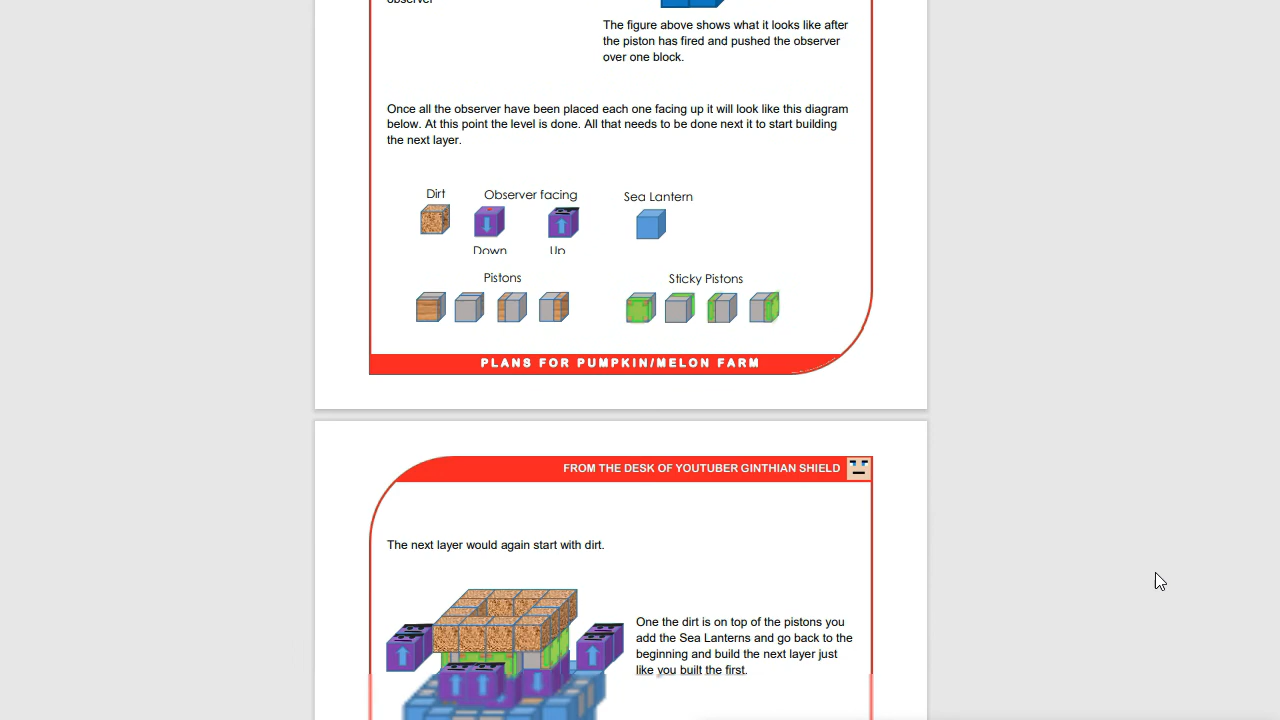 observer
The figure above shows what it looks like after
the piston has fired and pushed the observer
over one block.
Once all the observer have been placed each one facing up it will look like this diagram
below. At this point the level is done. All that needs to be done next it to start building
the next layer.
Dirt
Observer facing
Sea Lantern
Down
Up
Pistons
Sticky Pistons
PLANS FOR PUMPKIN/MELON FARM
FROM THE DESK OF YOUTUBER GINTHIAN SHIELD
The next layer would again start with dirt.
One the dirt is on top of the pistons you
add the Sea Lanterns and go back to the
beginning and build the next layer just
like you built the first.